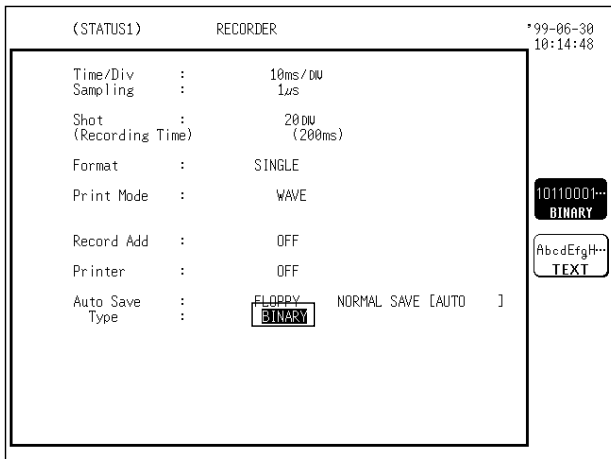 (STATUS1) RECORDER '99-06-30
10:14:48
Time/Div : 10ms/DIV
Sampling : 1µs
Shot : 20DIV
(Recording Time) (200ms)
Format : SINGLE
Print Mode : WAVE
10110001…
BINARY
Record Add : OFF
AbcdEfgH…
TEXT
Printer : OFF
Auto Save : FLOPPY NORMAL SAVE [AUTO ]
Type : BINARY